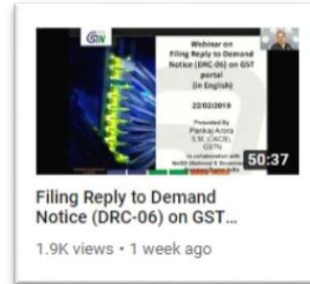 GSTN
Webinar on
Filing Reply to Demand
Notice (DRC-06) on GST
portal
(in English)
22/02/2019
Presented By
Pankaj Arora
GSTN
In collaboration with
50:37
Filing Reply to Demand
Notice (DRC-06) on GST...
1.9K views • 1 week ago